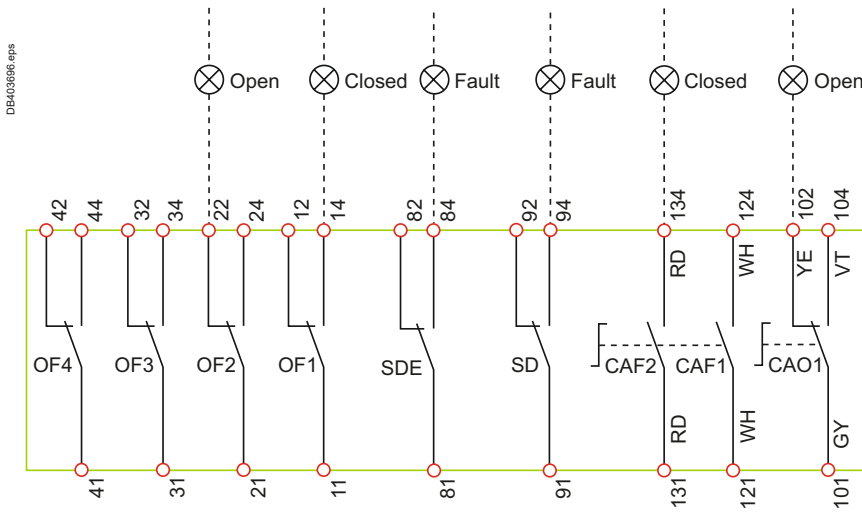 DB403696.eps
Open
Closed
Fault
Fault
Closed
Open
42
44
32
34
22
24
12
14
82
84
92
94
134
124
102
104
RD
WH
YE
VT
OF4
OF3
OF2
OF1
SDE
SD
CAF2
CAF1
CAO1
RD
WH
GY
41
31
21
11
81
91
131
121
101